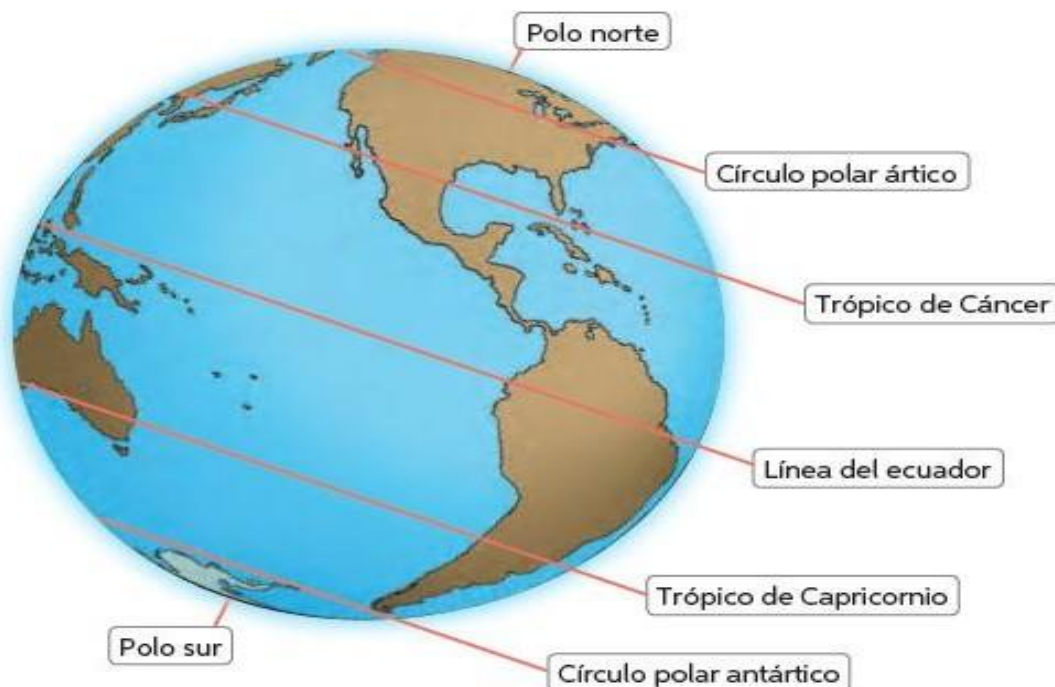 Polo norte
Círculo polar ártico
Trópico de Cáncer
Línea del ecuador
Trópico de Capricornio
Polo sur
Círculo polar antártico